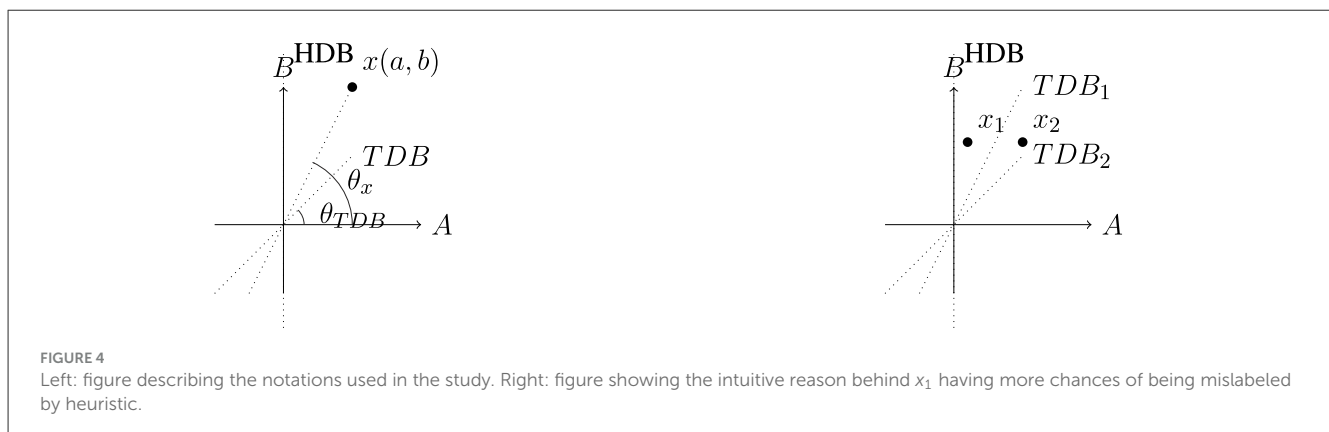 HDB
B
x(a, b)
TDB
θx
θTDB
A
HDB
B
TDB1
x1
x2
TDB2
A
FIGURE 4
Left: figure describing the notations used in the study. Right: figure showing the intuitive reason behind x1 having more chances of being mislabeled
by heuristic.